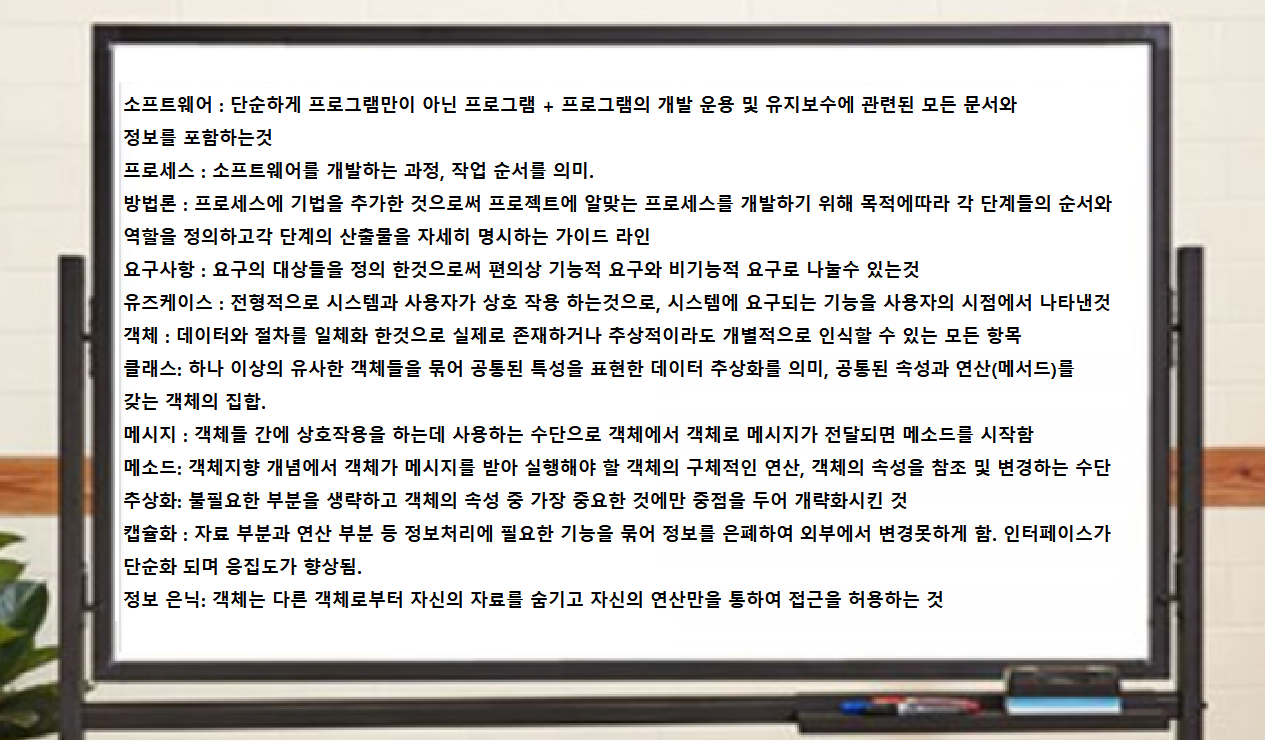 소프트웨어 : 단순하게 프로그램만이 아닌 프로그램 + 프로그램의 개발 운용 및 유지보수에 관련된 모든 문서와
정보를 포함하는것
프로세스 : 소프트웨어를 개발하는 과정, 작업 순서를 의미.
방법론 : 프로세스에 기법을 추가한 것으로써 프로젝트에 알맞는 프로세스를 개발하기 위해 목적에따라 각 단계들의 순서와
역할을 정의하고각 단계의 산출물을 자세히 명시하는 가이드 라인
요구사항 : 요구의 대상들을 정의 한것으로써 편의상 기능적 요구와 비기능적 요구로 나눌수 있는것
유즈케이스 : 전형적으로 시스템과 사용자가 상호 작용 하는것으로, 시스템에 요구되는 기능을 사용자의 시점에서 나타낸것
객체 : 데이터와 절차를 일체화 한것으로 실제로 존재하거나 추상적이라도 개별적으로 인식할 수 있는 모든 항목
클래스: 하나 이상의 유사한 객체들을 묶어 공통된 특성을 표현한 데이터 추상화를 의미, 공통된 속성과 연산(메서드)를
갖는 객체의 집합.
메시지 : 객체들 간에 상호작용을 하는데 사용하는 수단으로 객체에서 객체로 메시지가 전달되면 메소드를 시작함
메소드: 객체지향 개념에서 객체가 메시지를 받아 실행해야 할 객체의 구체적인 연산, 객체의 속성을 참조 및 변경하는 수단
추상화: 불필요한 부분을 생략하고 객체의 속성 중 가장 중요한 것에만 중점을 두어 개략화시킨 것
캡슐화 : 자료 부분과 연산 부분 등 정보처리에 필요한 기능을 묶어 정보를 은폐하여 외부에서 변경못하게 함. 인터페이스가
단순화 되며 응집도가 향상됨.
정보 은닉: 객체는 다른 객체로부터 자신의 자료를 숨기고 자신의 연산만을 통하여 접근을 허용하는 것